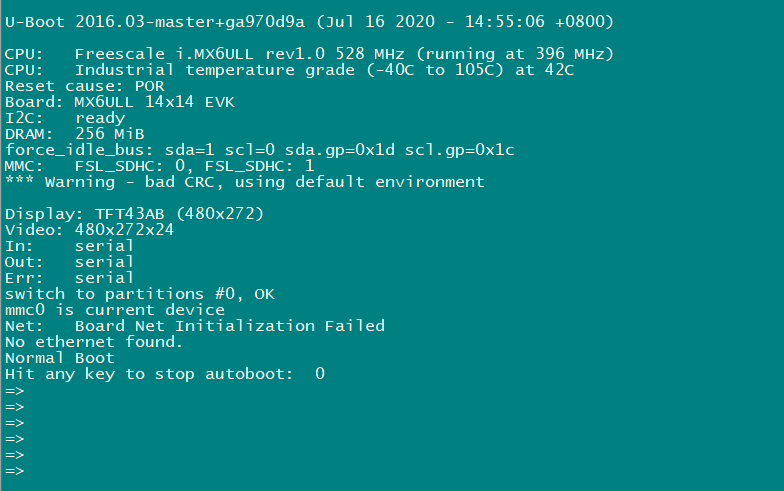 U-Boot 2016.03-master+ga970d9a (Jul 16 2020 - 14:55:06 +0800)
CPU: Freescale i.MX6ULL rev1.0 528 MHz (running at 396 MHz)
CPU: Industrial temperature grade (-40C to 105C) at 42C
Reset cause: POR
Board: MX6ULL 14x14 EVK
I2C: ready
DRAM: 256 MiB
force_idle_bus: sda=1 scl=0 sda.gp=0x1d scl.gp=0x1c
MMC: FSL_SDHC: 0, FSL_SDHC: 1
*** Warning - bad CRC, using default environment
Display: TFT43AB (480x272)
Video: 480x272x24
In: serial
Out: serial
Err: serial
switch to partitions #0, OK
mmc0 is current device
Net: Board Net Initialization Failed
No ethernet found.
Normal Boot
Hit any key to stop autoboot: 0
=>
=>
=>
=>
=>
=>